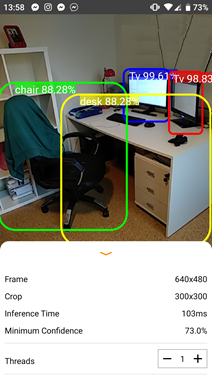 13:58 73%
Tv 99.61%
Tv 98.83
chair 88.28%
desk 88.28%
Frame 640x480
Crop 300x300
Inference Time 103ms
Minimum Confidence 73.0%
Threads − 1 +